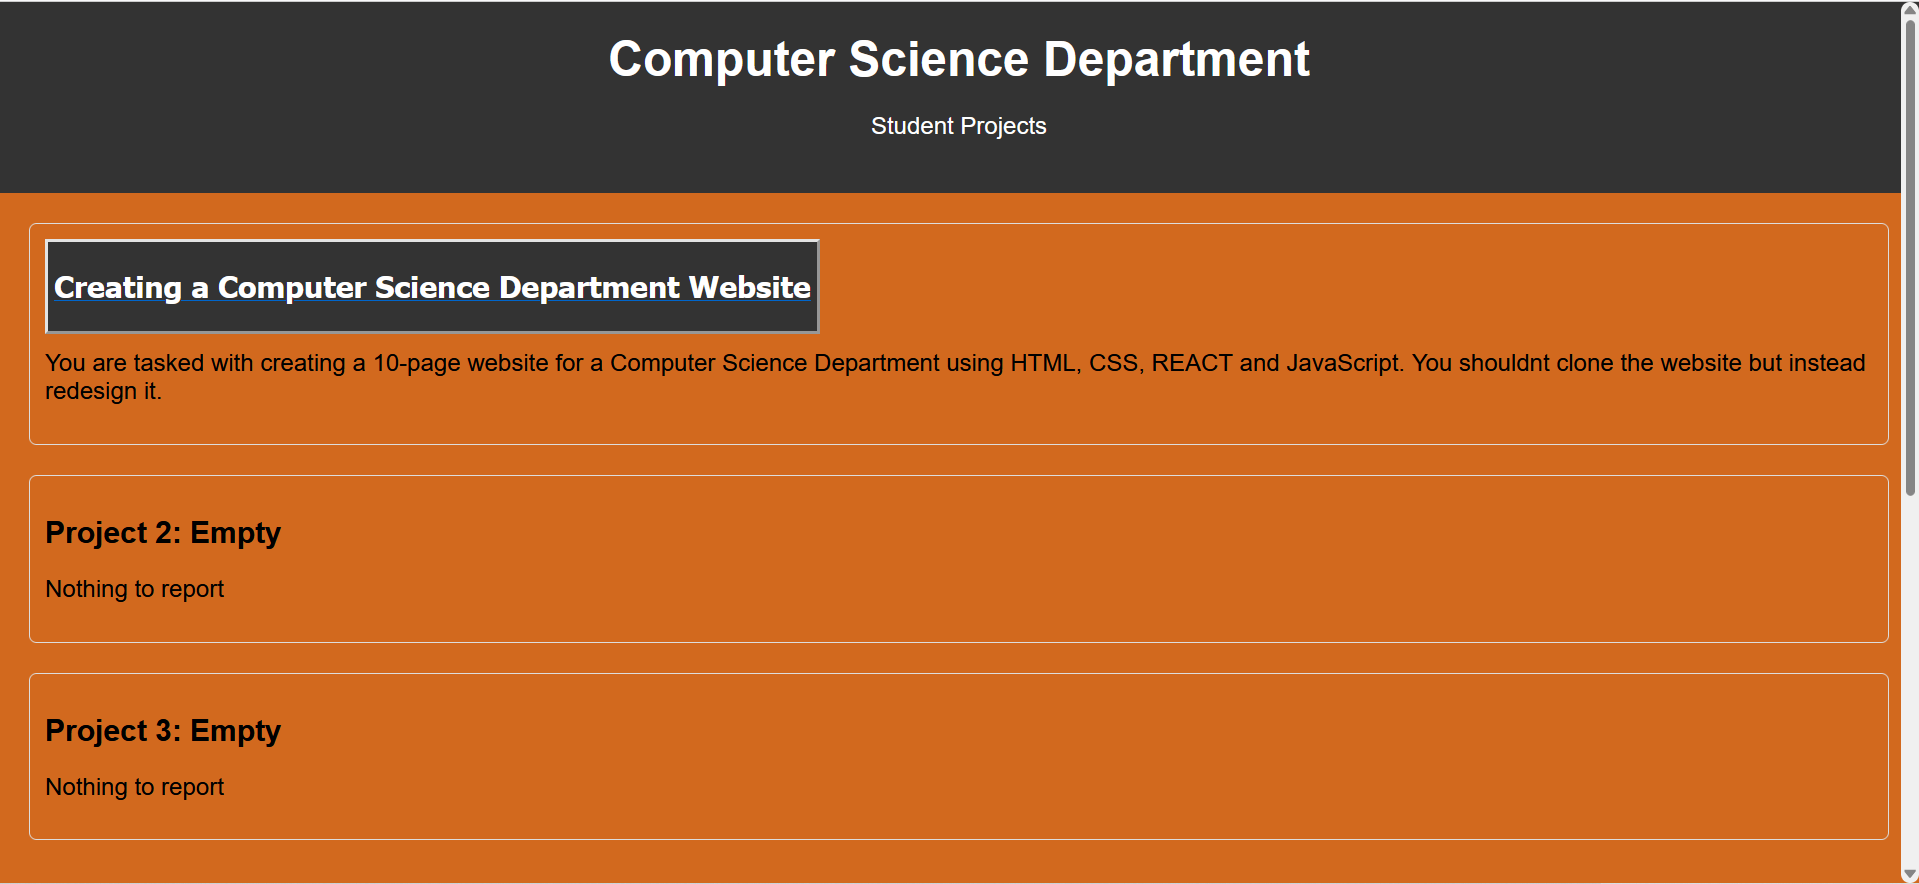 Computer Science Department
Student Projects
Creating a Computer Science Department Website
You are tasked with creating a 10-page website for a Computer Science Department using HTML, CSS, REACT and JavaScript. You shouldnt clone the website but instead
redesign it.
Project 2: Empty
Nothing to report
Project 3: Empty
Nothing to report